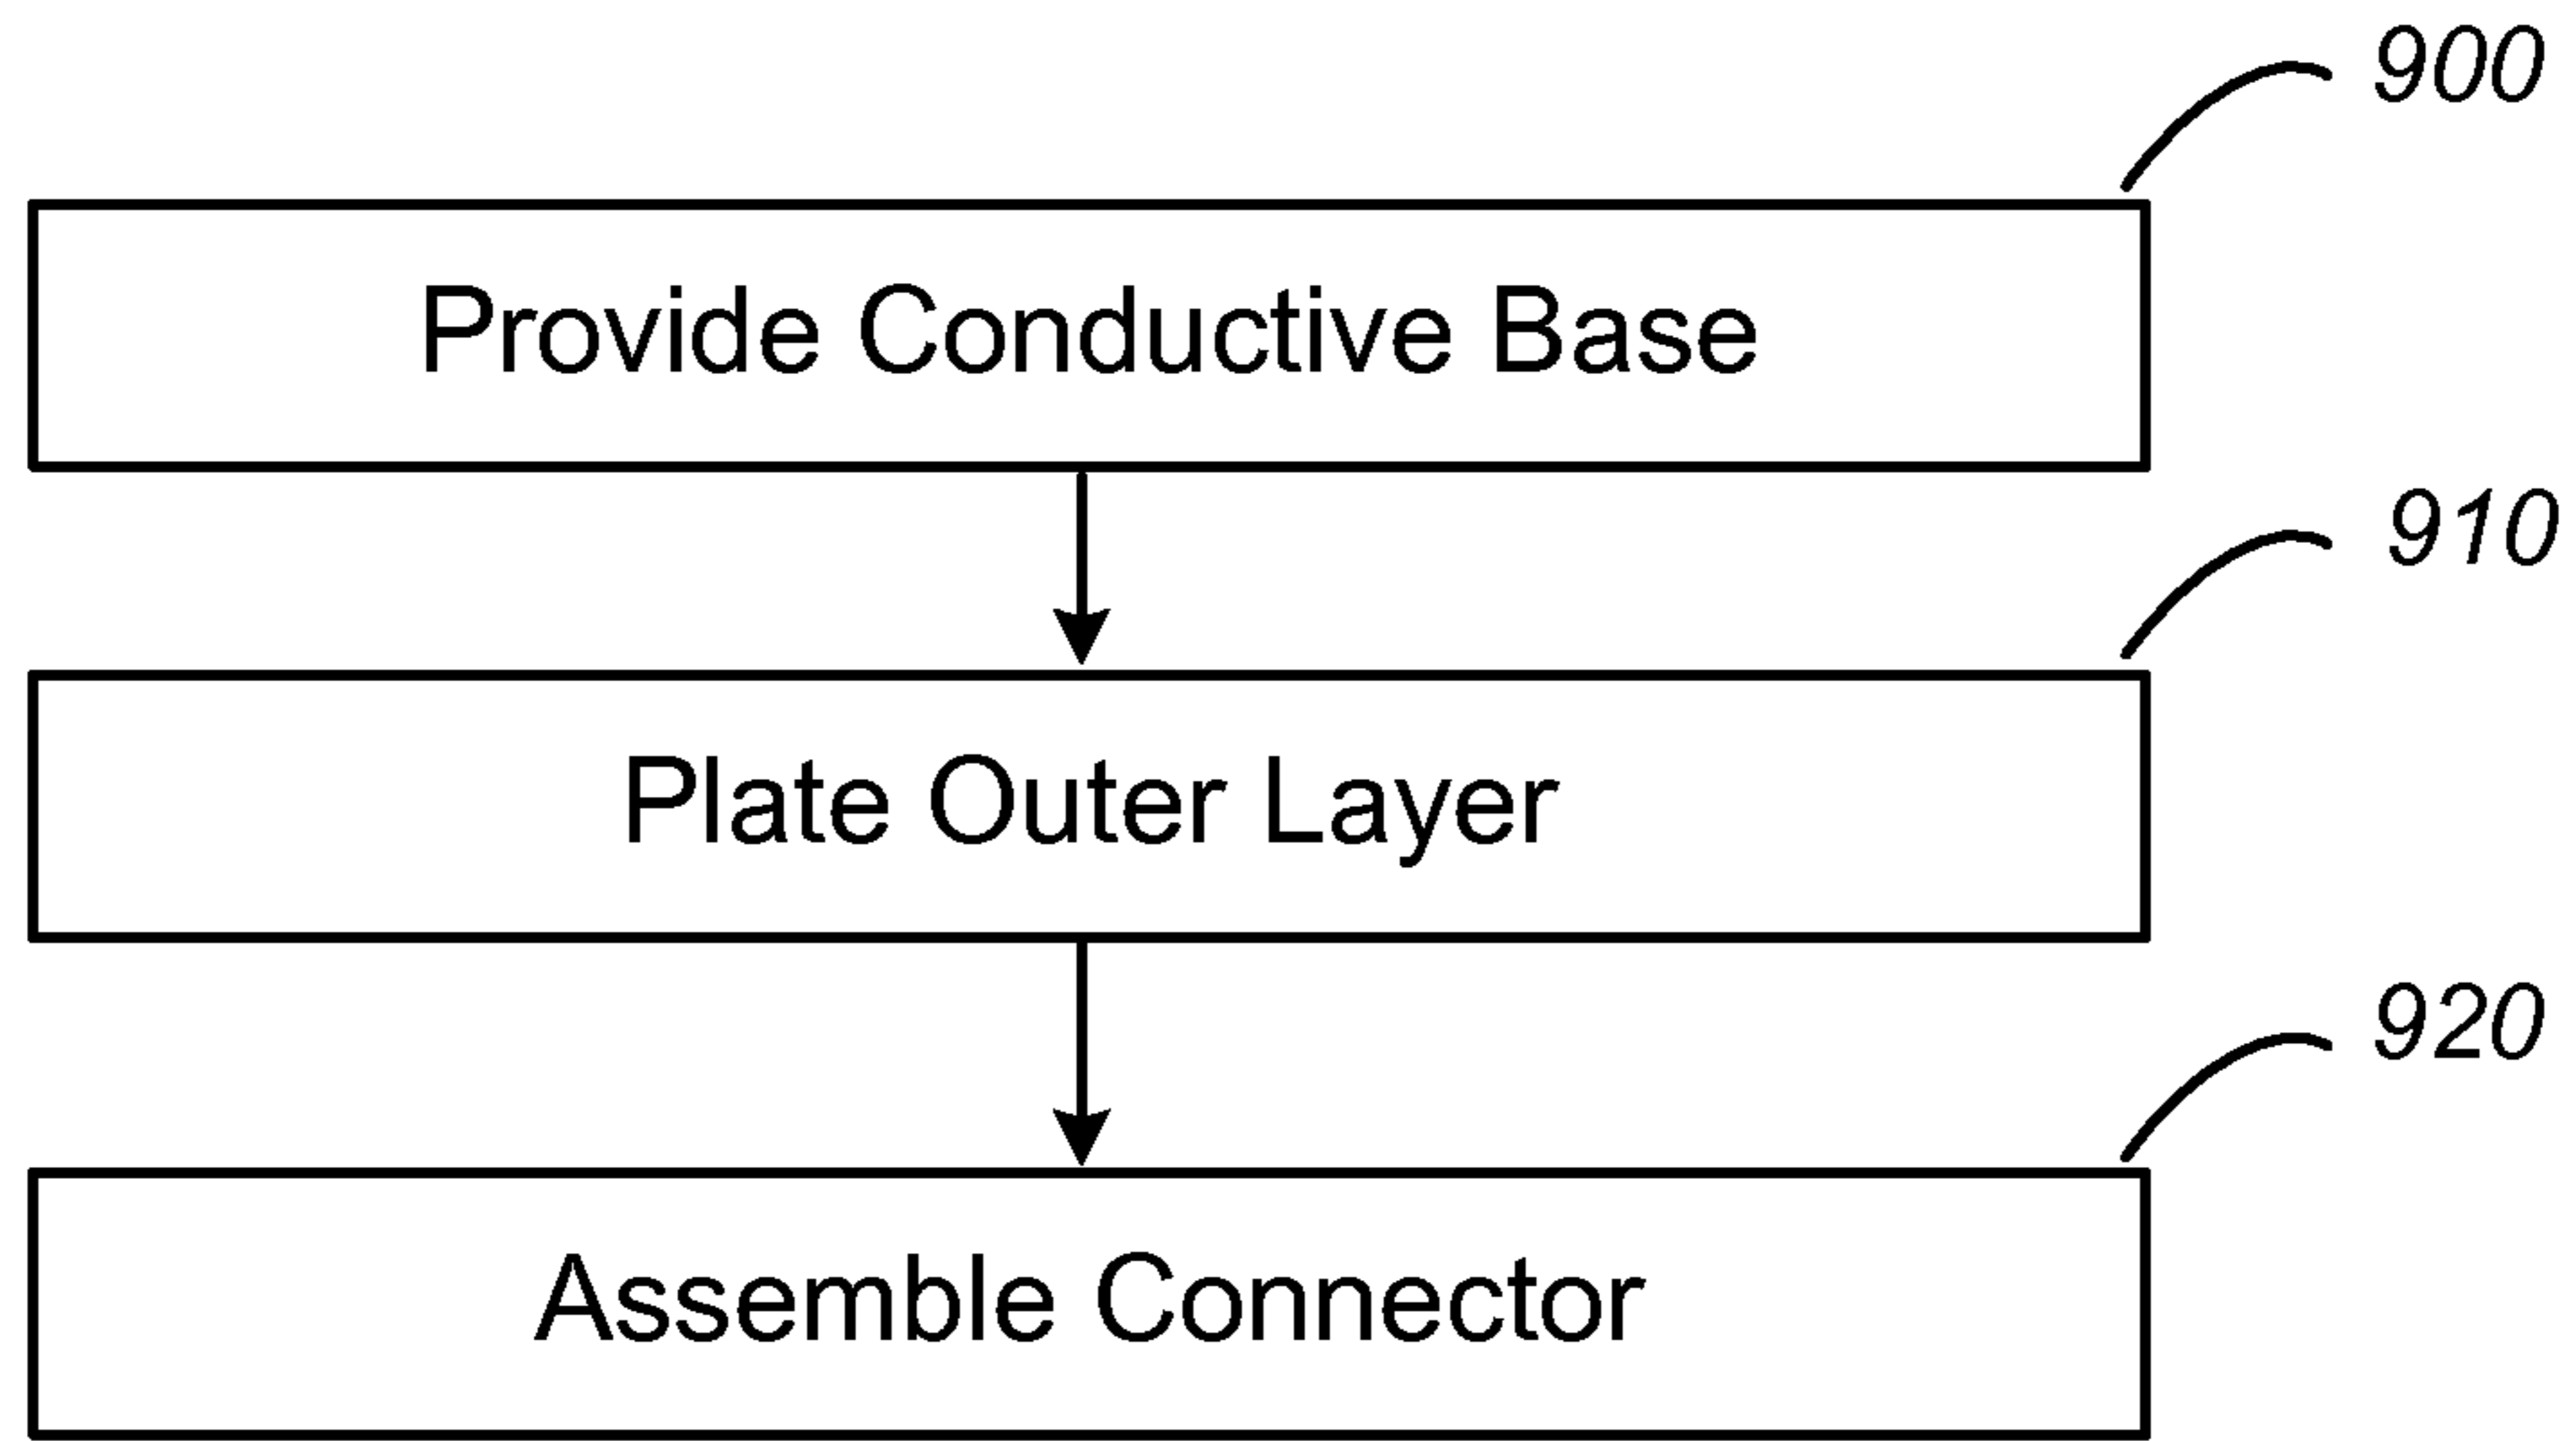 900
Provide Conductive Base
910
Plate Outer Layer
920
Assemble Connector